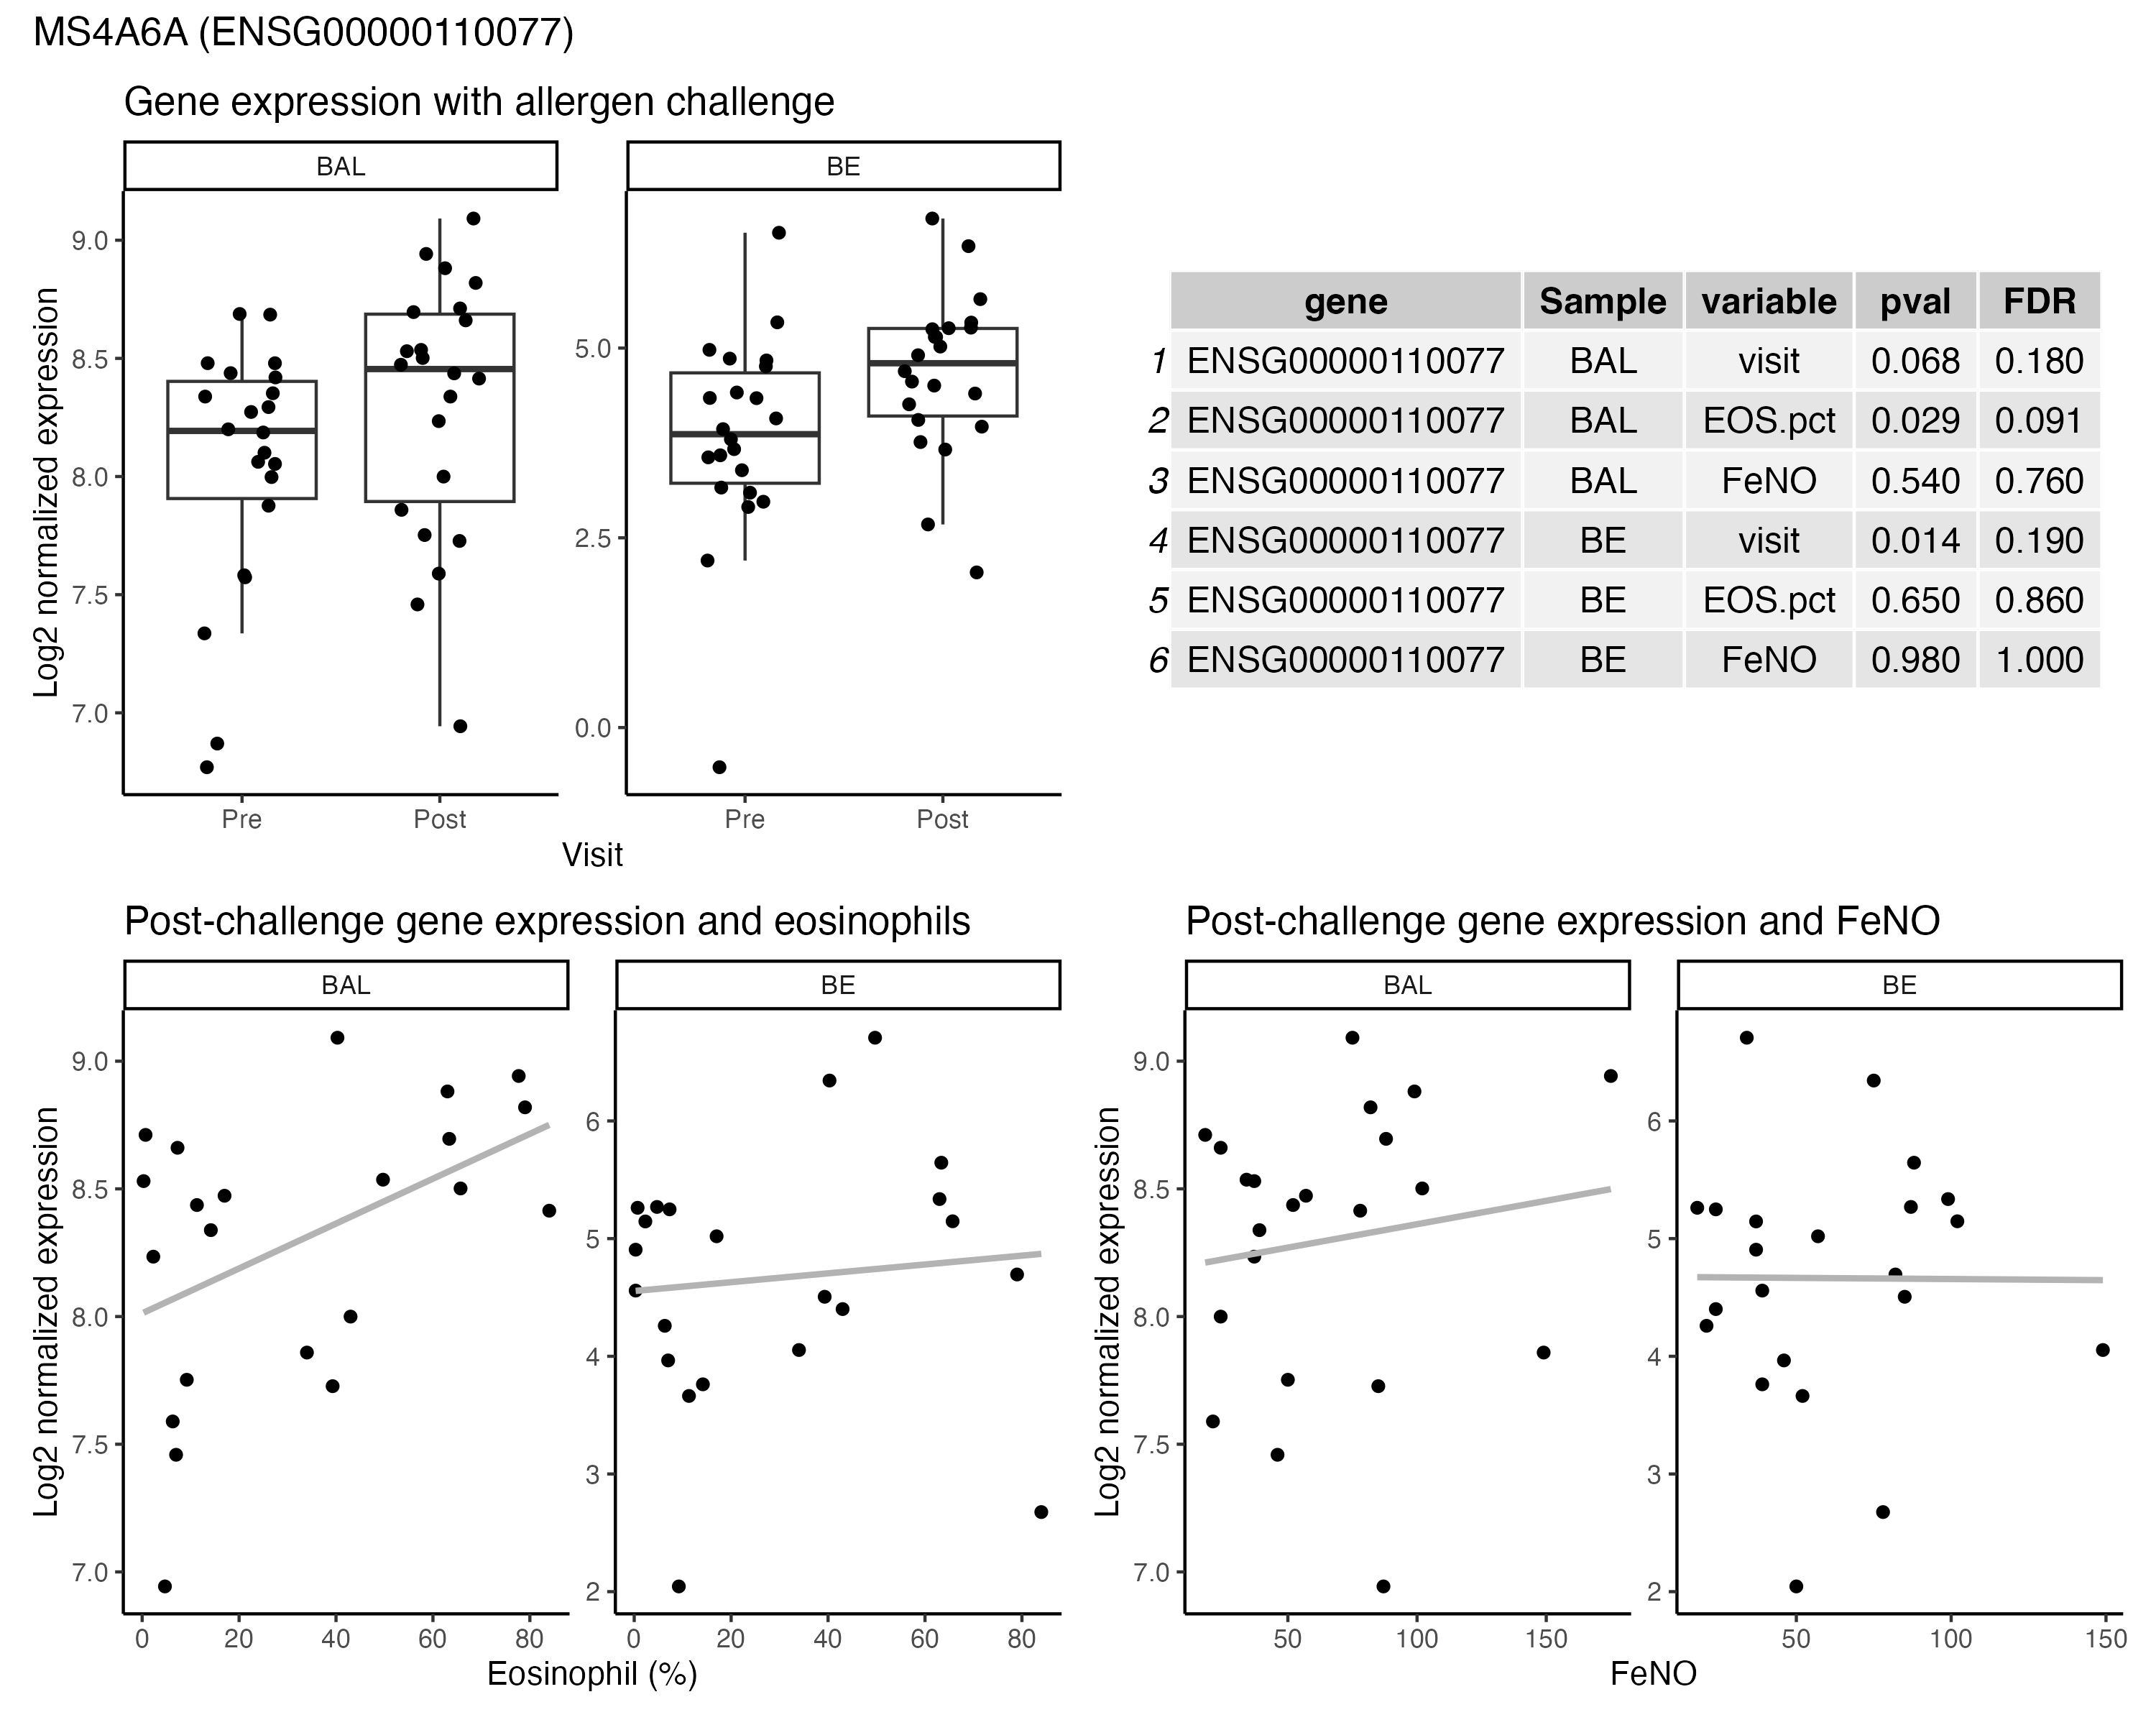 MS4A6A (ENSG00000110077)
Gene expression with allergen challenge
BAL
BE
Log2 normalized expression
9.0
8.5
8.0
7.5
7.0
5.0
2.5
0.0
Pre
Post
Pre
Post
Visit
gene Sample variable pval FDR
1 ENSG00000110077 BAL visit 0.068 0.180
2 ENSG00000110077 BAL EOS.pct 0.029 0.091
3 ENSG00000110077 BAL FeNO 0.540 0.760
4 ENSG00000110077 BE visit 0.014 0.190
5 ENSG00000110077 BE EOS.pct 0.650 0.860
6 ENSG00000110077 BE FeNO 0.980 1.000
Post-challenge gene expression and eosinophils
BAL
BE
Log2 normalized expression
9.0
8.5
8.0
7.5
7.0
6
5
4
3
2
0 20 40 60 80
0 20 40 60 80
Eosinophil (%)
Post-challenge gene expression and FeNO
BAL
BE
Log2 normalized expression
9.0
8.5
8.0
7.5
7.0
6
5
4
3
2
50 100 150
50 100 150
FeNO